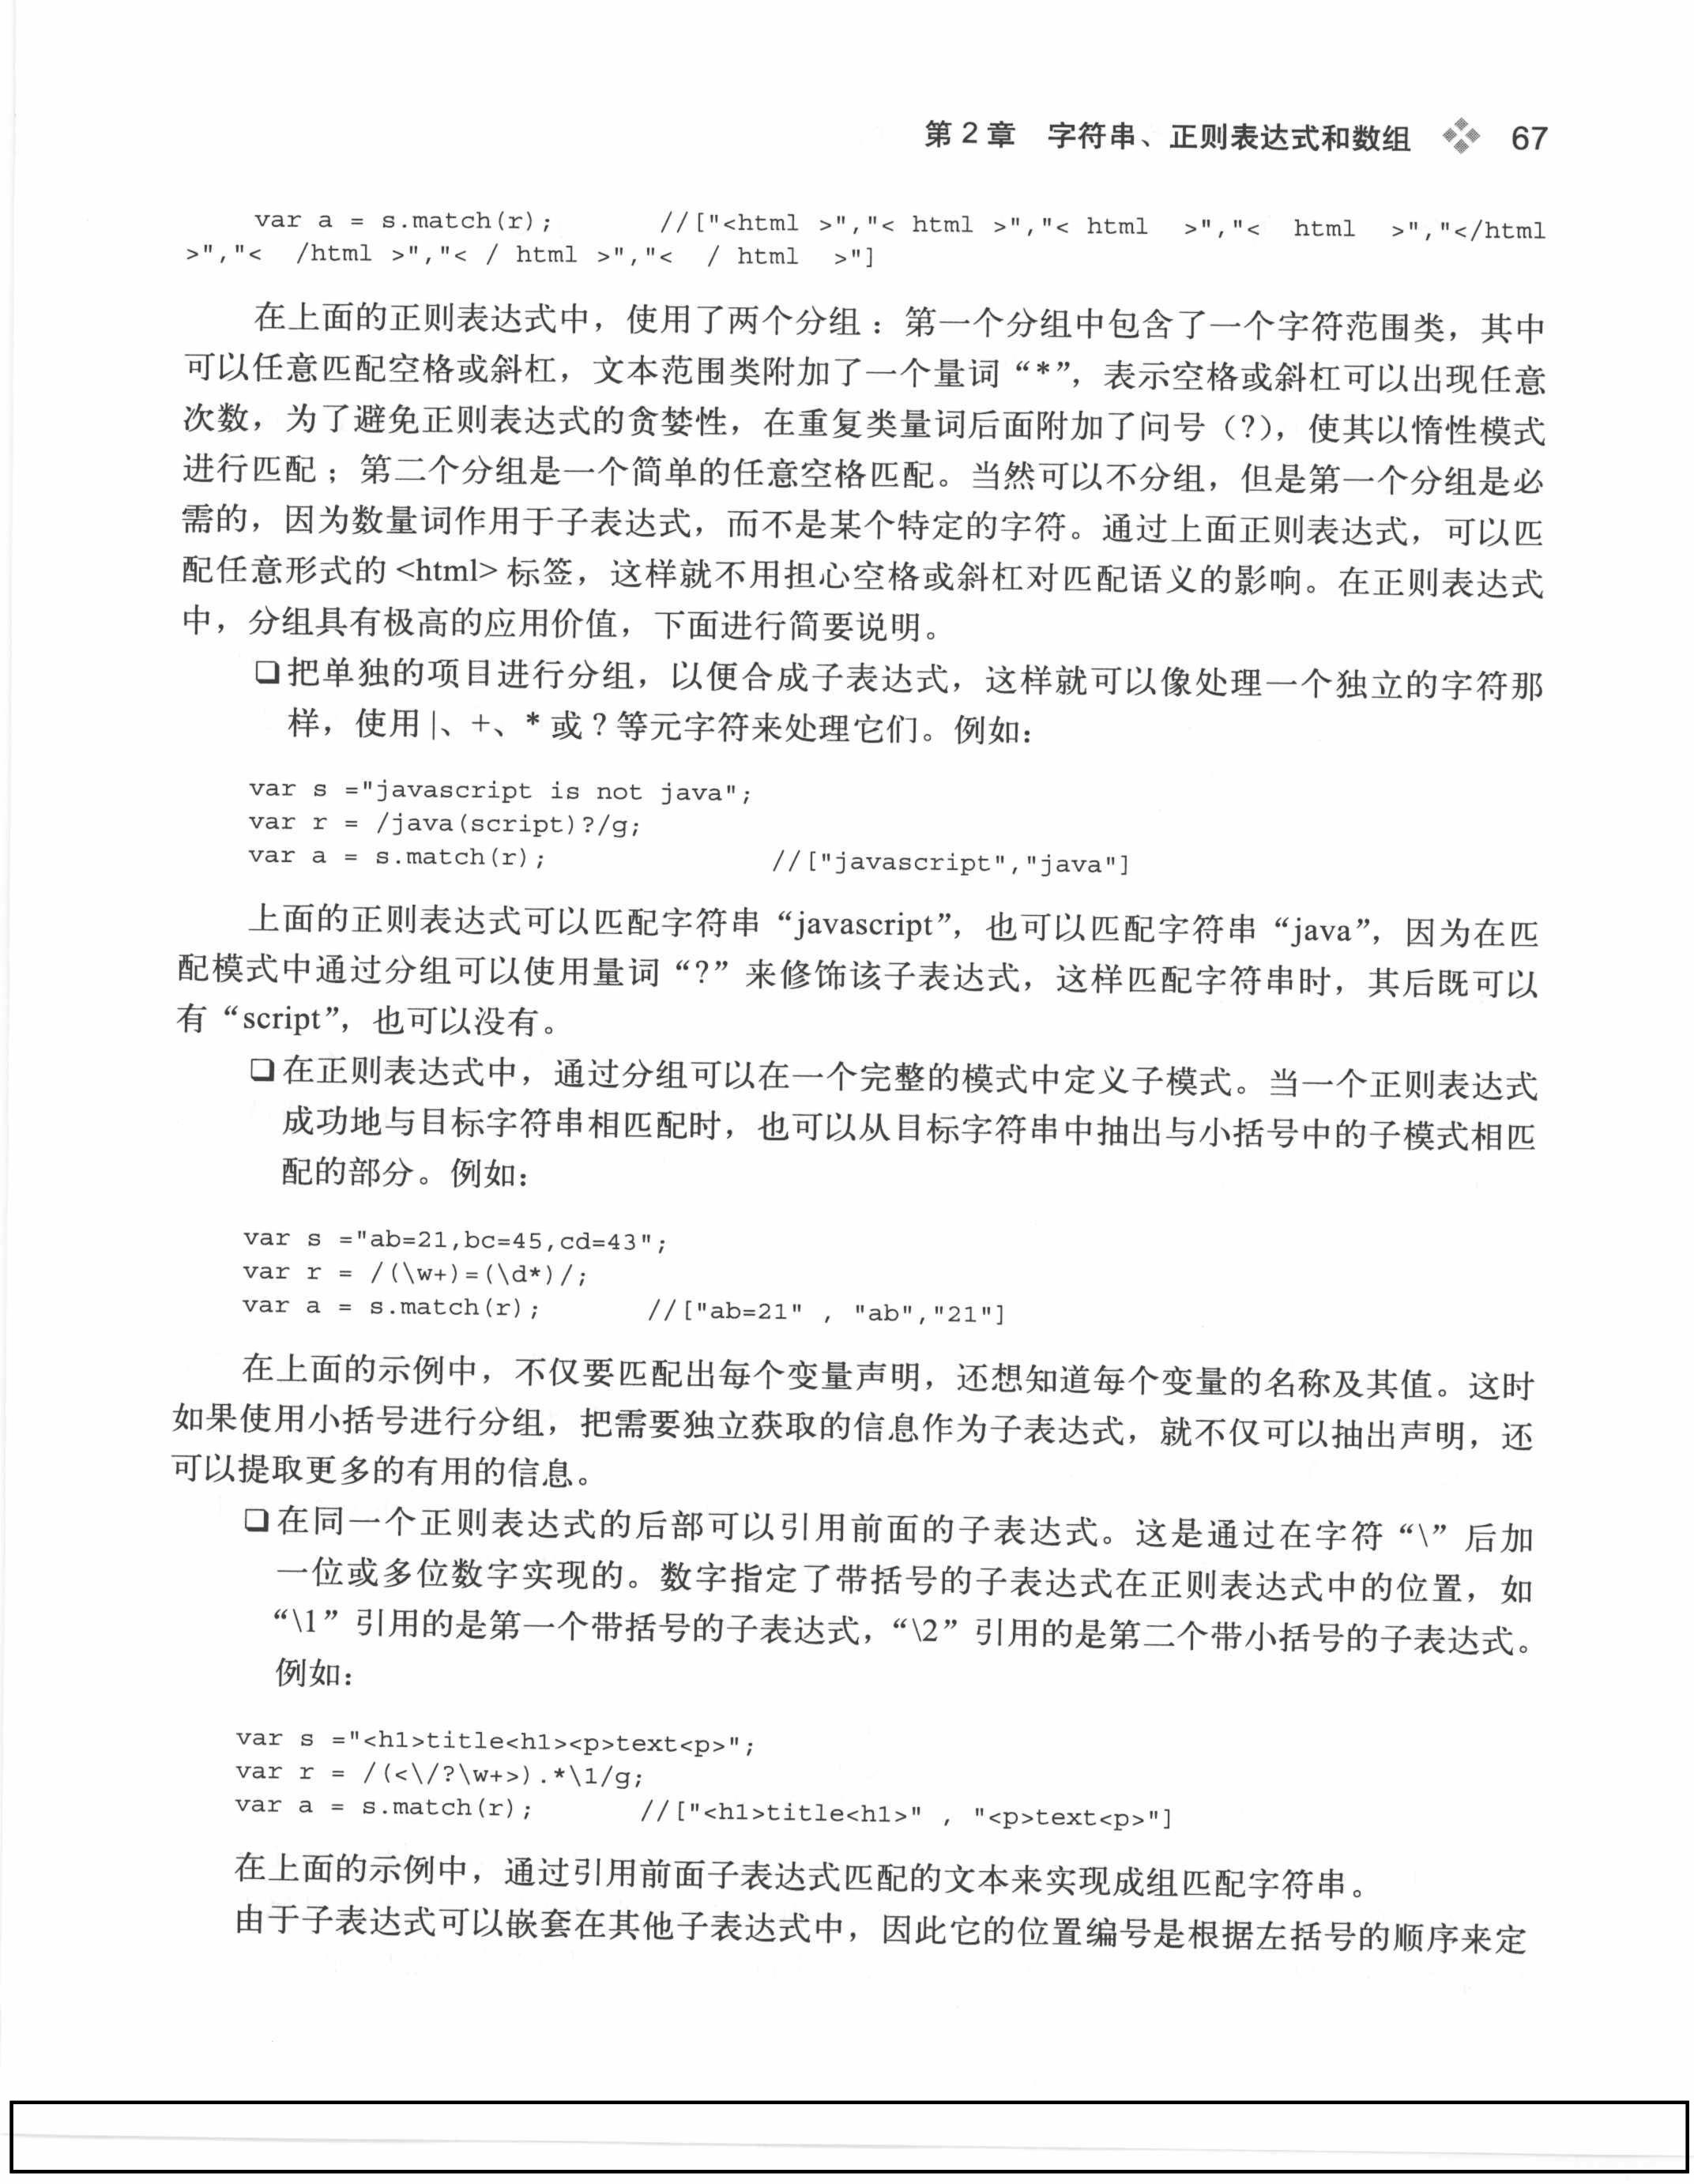 第 2 章　字符串、正则表达式和数组　67
var a = s.match(r);       //["<html >","< html >","< html  >","<  html  >","</html
>","<  /html >","< / html >","<  / html  >"]
在上面的正则表达式中，使用了两个分组：第一个分组中包含了一个字符范围类，其中
可以任意匹配空格或斜杠，文本范围类附加了一个量词“*”，表示空格或斜杠可以出现任意
次数，为了避免正则表达式的贪婪性，在重复类量词后面附加了问号（?），使其以惰性模式
进行匹配；第二个分组是一个简单的任意空格匹配。当然可以不分组，但是第一个分组是必
需的，因为数量词作用于子表达式，而不是某个特定的字符。通过上面正则表达式，可以匹
配任意形式的 <html> 标签，这样就不用担心空格或斜杠对匹配语义的影响。在正则表达式
中，分组具有极高的应用价值，下面进行简要说明。
❑ 把单独的项目进行分组，以便合成子表达式，这样就可以像处理一个独立的字符那
样，使用 |、+、* 或 ? 等元字符来处理它们。例如：
var s ="javascript is not java";
var r = /java(script)?/g;
var a = s.match(r);               //["javascript","java"]
上面的正则表达式可以匹配字符串“javascript”，也可以匹配字符串“java”，因为在匹
配模式中通过分组可以使用量词“?”来修饰该子表达式，这样匹配字符串时，其后既可以
有“script”，也可以没有。
❑ 在正则表达式中，通过分组可以在一个完整的模式中定义子模式。当一个正则表达式
成功地与目标字符串相匹配时，也可以从目标字符串中抽出与小括号中的子模式相匹
配的部分。例如：
var s ="ab=21,bc=45,cd=43";
var r = /(\w+)=(\d*)/;
var a = s.match(r);       //["ab=21" , "ab","21"]
在上面的示例中，不仅要匹配出每个变量声明，还想知道每个变量的名称及其值。这时
如果使用小括号进行分组，把需要独立获取的信息作为子表达式，就不仅可以抽出声明，还
可以提取更多的有用的信息。
❑ 在同一个正则表达式的后部可以引用前面的子表达式。这是通过在字符“\”后加
一位或多位数字实现的。数字指定了带括号的子表达式在正则表达式中的位置，如
“\1”引用的是第一个带括号的子表达式，“\2”引用的是第二个带小括号的子表达式。
例如：
var s ="<h1>title<h1><p>text<p>";
var r = /(<\/?\w+>).*\1/g;
var a = s.match(r);       //["<h1>title<h1>" , "<p>text<p>"]
在上面的示例中，通过引用前面子表达式匹配的文本来实现成组匹配字符串。
由于子表达式可以嵌套在其他子表达式中，因此它的位置编号是根据左括号的顺序来定